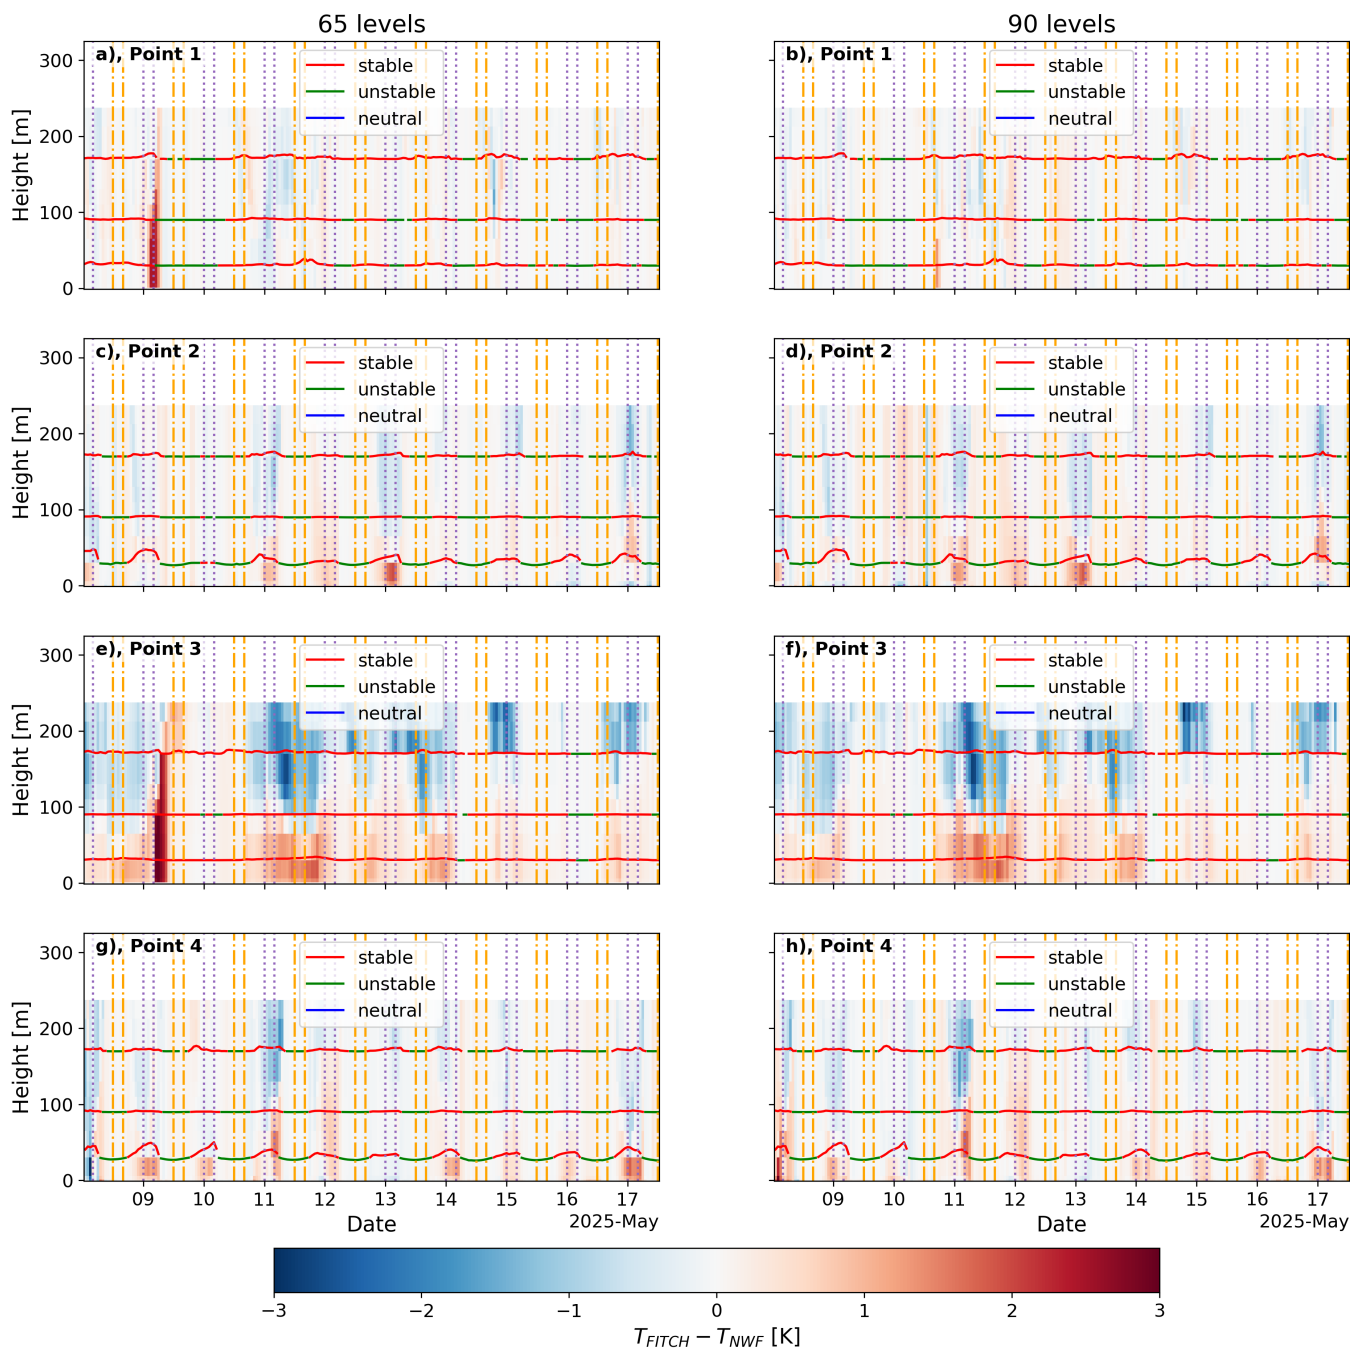 65 levels
90 levels
a), Point 1
stable
unstable
neutral
Height [m]
300
200
100
0
b), Point 1
stable
unstable
neutral
c), Point 2
stable
unstable
neutral
Height [m]
300
200
100
0
d), Point 2
stable
unstable
neutral
e), Point 3
stable
unstable
neutral
Height [m]
300
200
100
0
f), Point 3
stable
unstable
neutral
g), Point 4
stable
unstable
neutral
Height [m]
300
200
100
0
09 10 11 12 13 14 15 16 17
Date
2025-May
h), Point 4
stable
unstable
neutral
09 10 11 12 13 14 15 16 17
Date
2025-May
−3 −2 −1 0 1 2 3
T_FITCH − T_NWF [K]